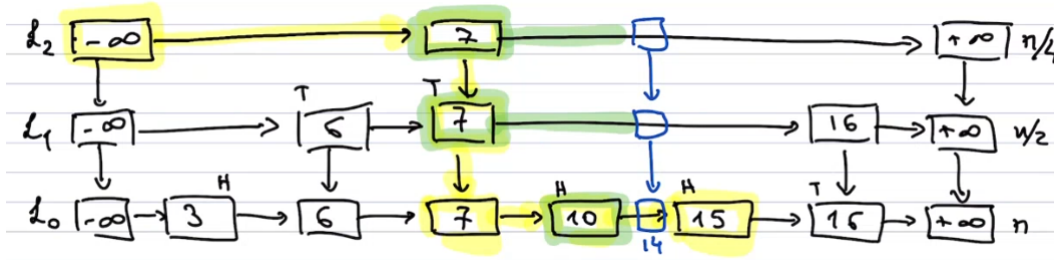 L₂ -∞ 7 +∞ n/4
T T
L₁ -∞ 6 7 16 +∞ n/2
H H H T
L₀ -∞ 3 6 7 10 15 16 +∞ n
14